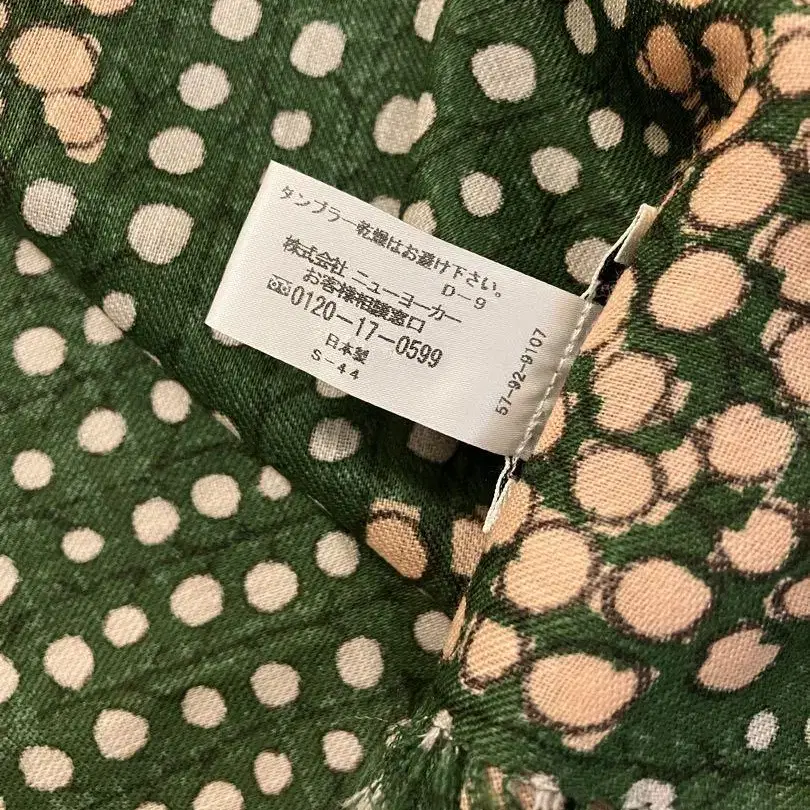 タンブラー乾燥はお避け下さい。
D-9
株式会社 ニューヨーカー
お客様相談窓口
0120-17-0599
日本製
S-44
57-92-9107